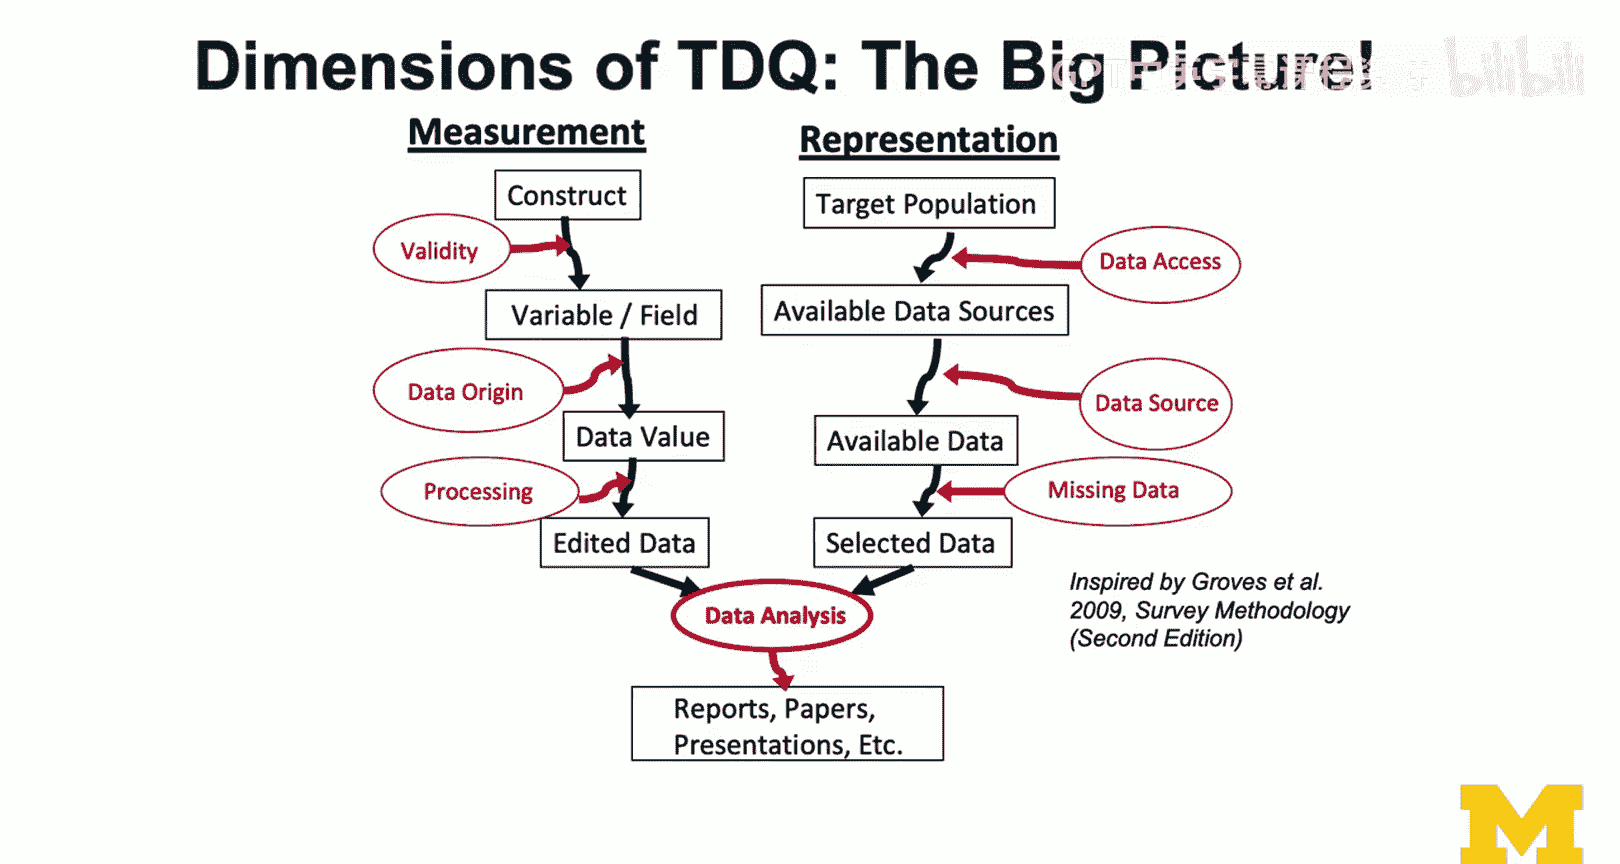 Dimensions of TDQ: The Big Picture!
bilibili
Measurement
Construct
Validity
Variable / Field
Data Origin
Data Value
Processing
Edited Data
Representation
Target Population
Data Access
Available Data Sources
Data Source
Available Data
Missing Data
Selected Data
Data Analysis
Reports, Papers,
Presentations, Etc.
Inspired by Groves et al.
2009, Survey Methodology
(Second Edition)
M